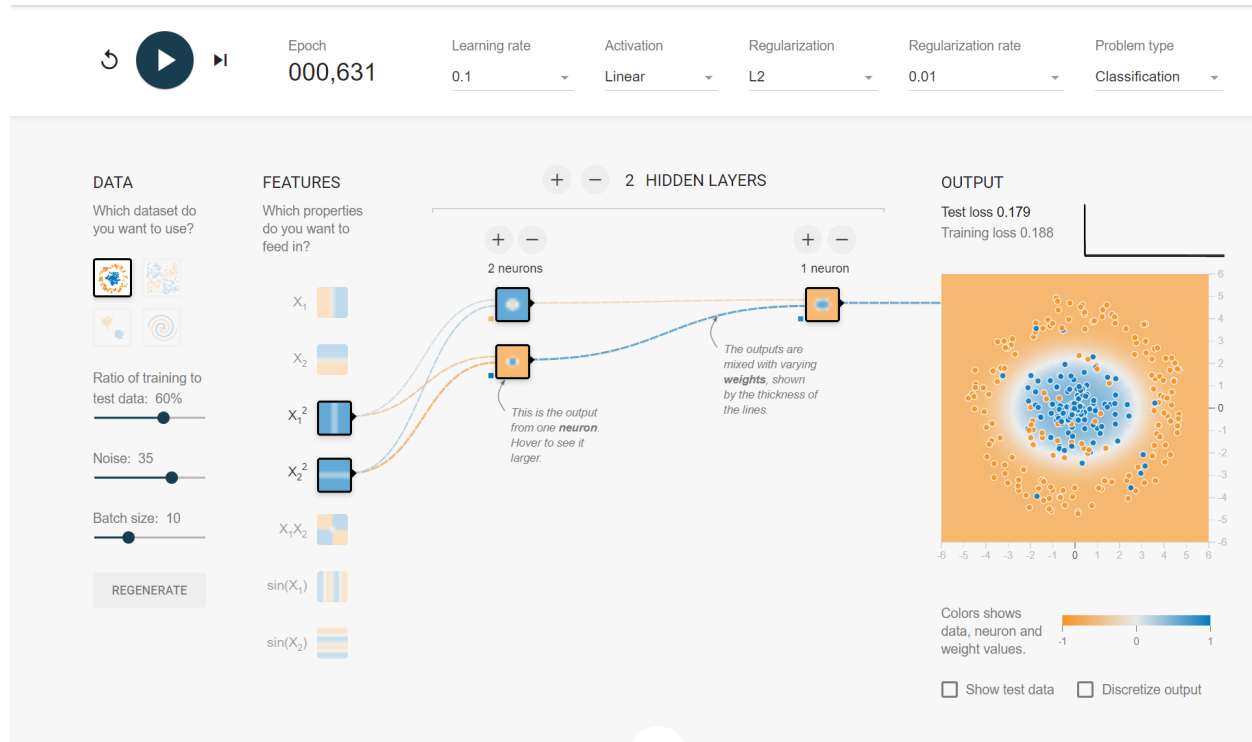 Epoch
000,631
Learning rate
0.1
Activation
Linear
Regularization
L2
Regularization rate
0.01
Problem type
Classification
DATA
Which dataset do
you want to use?
Ratio of training to
test data: 60%
Noise: 35
Batch size: 10
REGENERATE
FEATURES
Which properties
do you want to
feed in?
X₁
X₂
X₁²
X₂²
X₁X₂
sin(X₁)
sin(X₂)
+ − 2 HIDDEN LAYERS
+ −
2 neurons
+ −
1 neuron
This is the output
from one neuron.
Hover to see it
larger.
The outputs are
mixed with varying
weights, shown
by the thickness of
the lines.
OUTPUT
Test loss 0.179
Training loss 0.188
6
5
4
3
2
1
0
-1
-2
-3
-4
-5
-6
-6 -5 -4 -3 -2 -1 0 1 2 3 4 5 6
Colors shows
data, neuron and
weight values.
-1 0 1
Show test data
Discretize output